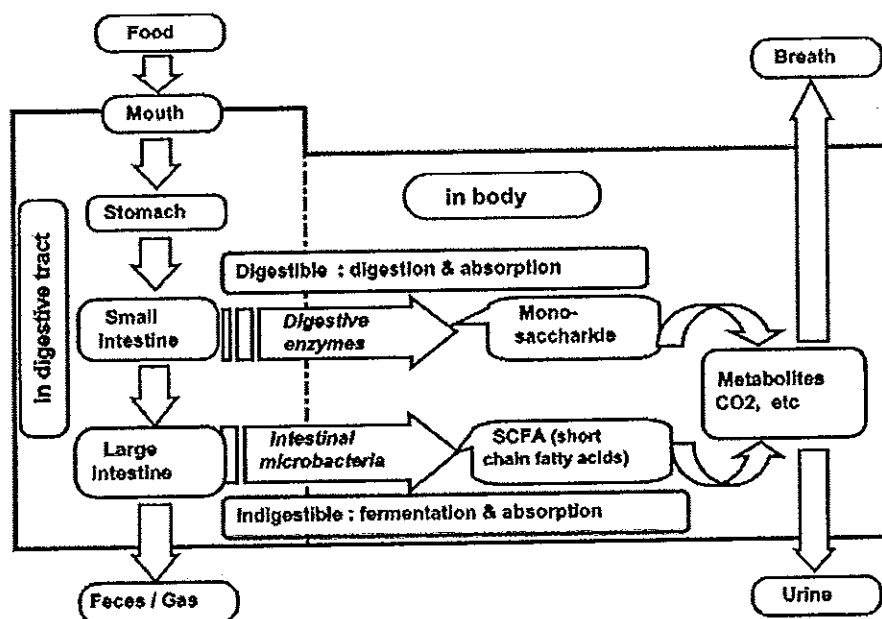 Food
Breath
Mouth
in body
Stomach
in digestive tract
Digestible : digestion & absorption
Small
Intestine
Digestive
enzymes
Mono-
saccharide
Metabolites
CO2, etc
Large
Intestine
Intestinal
microbacteria
SCFA (short
chain fatty acids)
Indigestible : fermentation & absorption
Feces / Gas
Urine